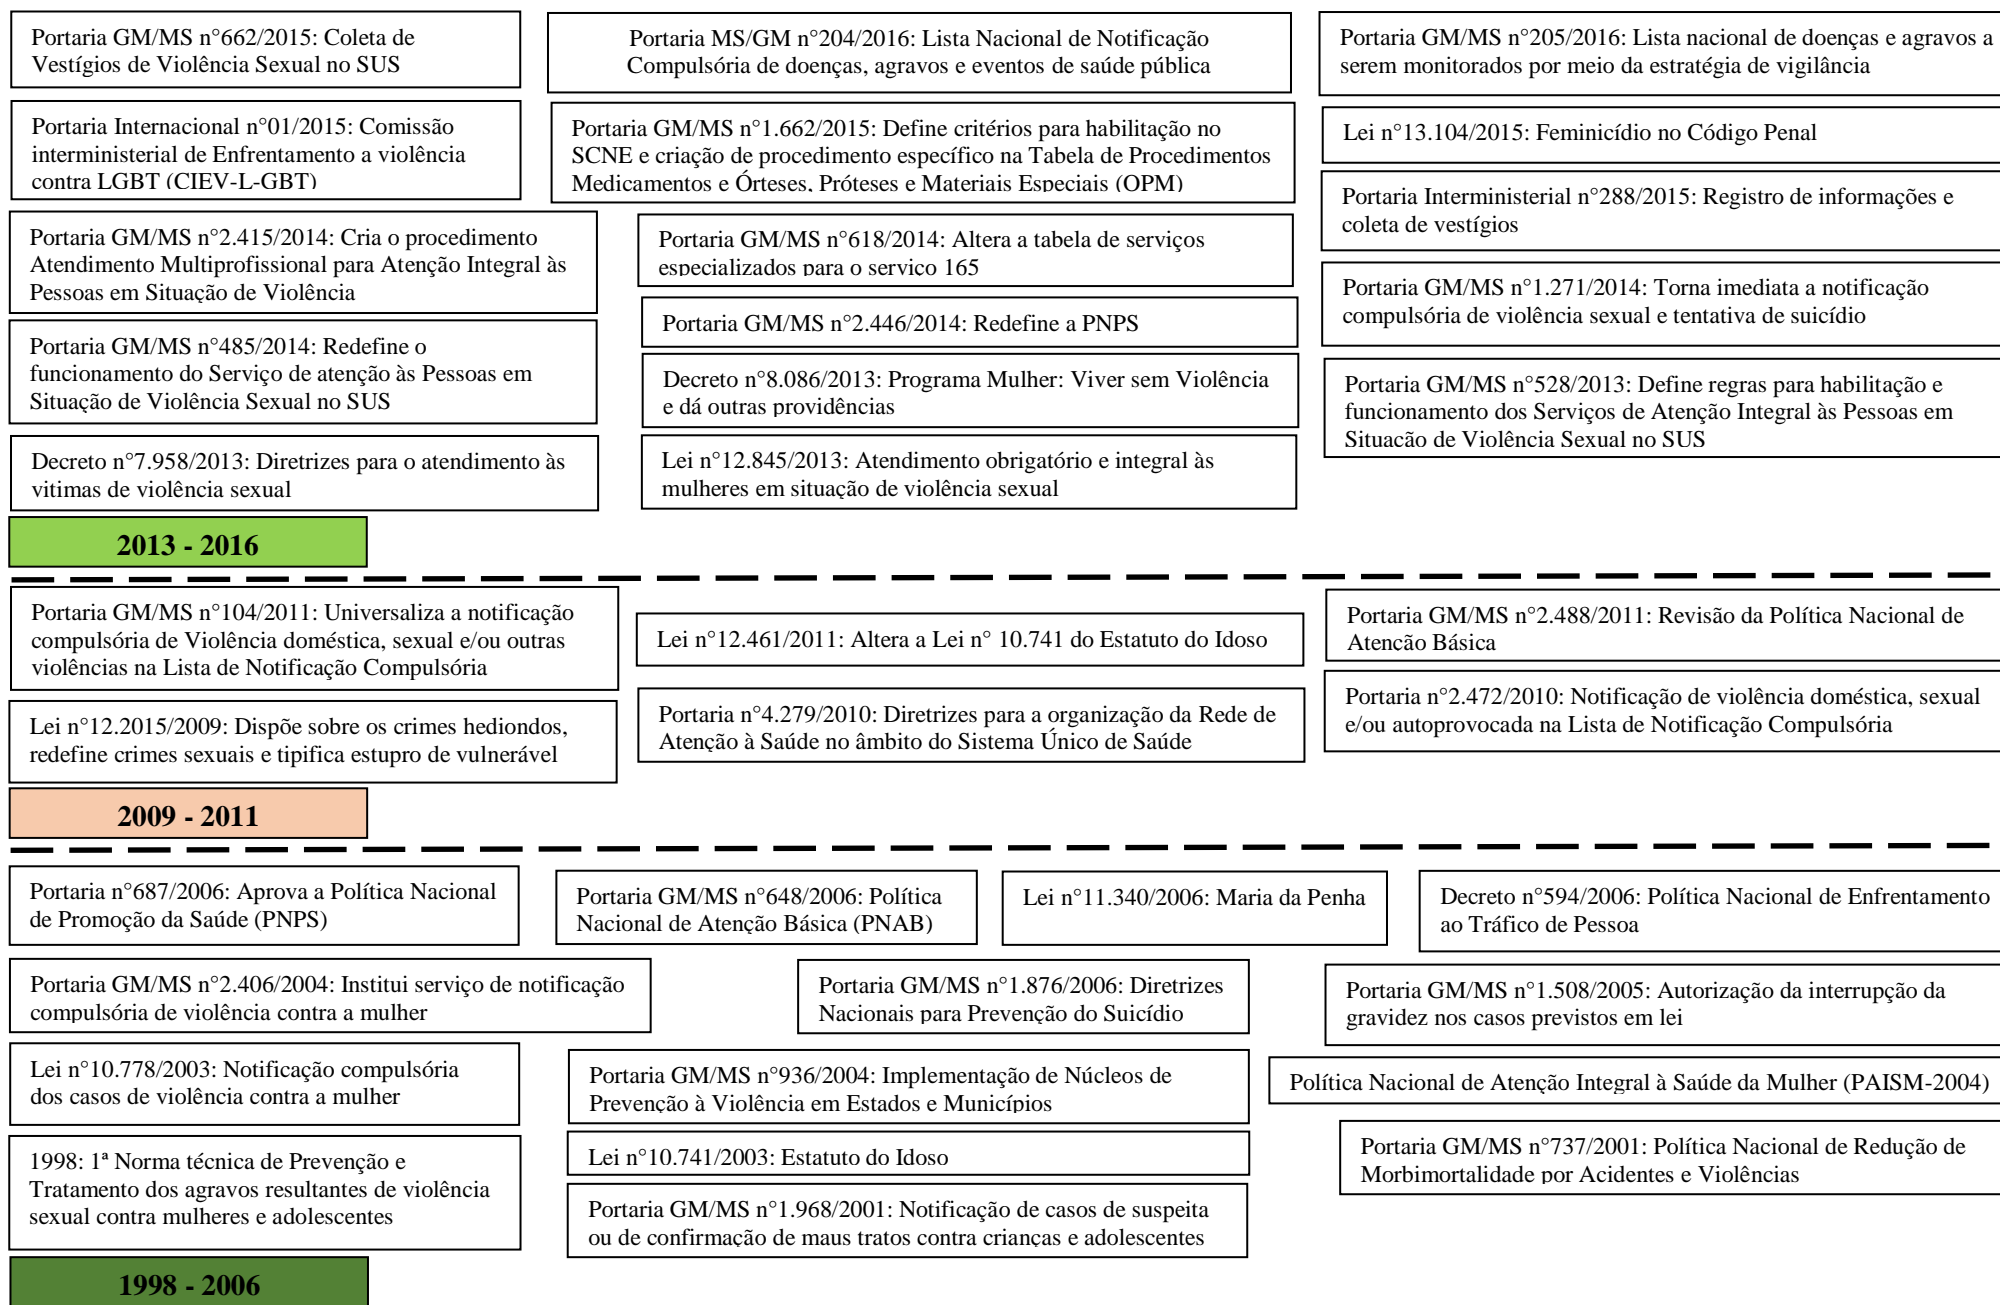 Portaria GM/MS n°662/2015: Coleta de
Vestígios de Violência Sexual no SUS
Portaria MS/GM n°204/2016: Lista Nacional de Notificação
Compulsória de doenças, agravos e eventos de saúde pública
Portaria GM/MS n°205/2016: Lista nacional de doenças e agravos a
serem monitorados por meio da estratégia de vigilância
Portaria Internacional n°01/2015: Comissão
interministerial de Enfrentamento a violência
contra LGBT (CIEV-L-GBT)
Portaria GM/MS n°1.662/2015: Define critérios para habilitação no
SCNE e criação de procedimento específico na Tabela de Procedimentos
Medicamentos e Órteses, Próteses e Materiais Especiais (OPM)
Lei n°13.104/2015: Feminicídio no Código Penal
Portaria Interministerial n°288/2015: Registro de informações e
coleta de vestígios
Portaria GM/MS n°2.415/2014: Cria o procedimento
Atendimento Multiprofissional para Atenção Integral às
Pessoas em Situação de Violência
Portaria GM/MS n°618/2014: Altera a tabela de serviços
especializados para o serviço 165
Portaria GM/MS n°1.271/2014: Torna imediata a notificação
compulsória de violência sexual e tentativa de suicídio
Portaria GM/MS n°2.446/2014: Redefine a PNPS
Portaria GM/MS n°485/2014: Redefine o
funcionamento do Serviço de atenção às Pessoas em
Situação de Violência Sexual no SUS
Decreto n°8.086/2013: Programa Mulher: Viver sem Violência
e dá outras providências
Portaria GM/MS n°528/2013: Define regras para habilitação e
funcionamento dos Serviços de Atenção Integral às Pessoas em
Situação de Violência Sexual no SUS
Decreto n°7.958/2013: Diretrizes para o atendimento às
vitimas de violência sexual
Lei n°12.845/2013: Atendimento obrigatório e integral às
mulheres em situação de violência sexual
2013 - 2016
Portaria GM/MS n°104/2011: Universaliza a notificação
compulsória de Violência doméstica, sexual e/ou outras
violências na Lista de Notificação Compulsória
Lei n°12.461/2011: Altera a Lei n° 10.741 do Estatuto do Idoso
Portaria GM/MS n°2.488/2011: Revisão da Política Nacional de
Atenção Básica
Lei n°12.2015/2009: Dispõe sobre os crimes hediondos,
redefine crimes sexuais e tipifica estupro de vulnerável
Portaria n°4.279/2010: Diretrizes para a organização da Rede de
Atenção à Saúde no âmbito do Sistema Único de Saúde
Portaria n°2.472/2010: Notificação de violência doméstica, sexual
e/ou autoprovocada na Lista de Notificação Compulsória
2009 - 2011
Portaria n°687/2006: Aprova a Política Nacional
de Promoção da Saúde (PNPS)
Portaria GM/MS n°648/2006: Política
Nacional de Atenção Básica (PNAB)
Lei n°11.340/2006: Maria da Penha
Decreto n°594/2006: Política Nacional de Enfrentamento
ao Tráfico de Pessoa
Portaria GM/MS n°2.406/2004: Institui serviço de notificação
compulsória de violência contra a mulher
Portaria GM/MS n°1.876/2006: Diretrizes
Nacionais para Prevenção do Suicídio
Portaria GM/MS n°1.508/2005: Autorização da interrupção da
gravidez nos casos previstos em lei
Lei n°10.778/2003: Notificação compulsória
dos casos de violência contra a mulher
Portaria GM/MS n°936/2004: Implementação de Núcleos de
Prevenção à Violência em Estados e Municípios
Política Nacional de Atenção Integral à Saúde da Mulher (PAISM-2004)
1998: 1ª Norma técnica de Prevenção e
Tratamento dos agravos resultantes de violência
sexual contra mulheres e adolescentes
Lei n°10.741/2003: Estatuto do Idoso
Portaria GM/MS n°737/2001: Política Nacional de Redução de
Morbimortalidade por Acidentes e Violências
Portaria GM/MS n°1.968/2001: Notificação de casos de suspeita
ou de confirmação de maus tratos contra crianças e adolescentes
1998 - 2006